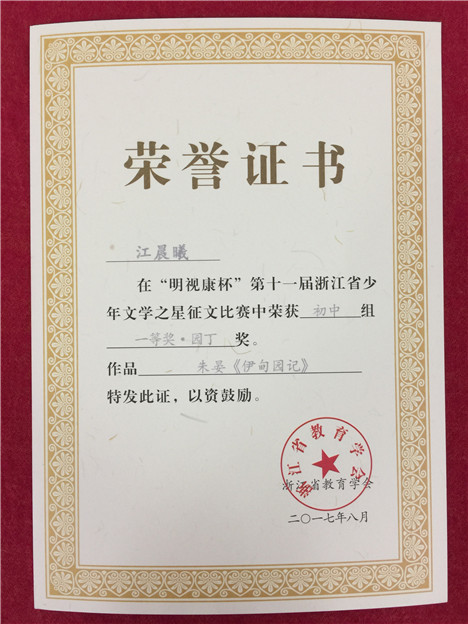 荣誉证书
江晨曦
在“明视康杯”第十一届浙江省少
年文学之星征文比赛中荣获 初中 组
一等奖·园丁 奖。
作品 朱晏《伊甸园记》
特发此证,以资鼓励。
浙江省教育学会
浙江省教育学会
二〇一七年八月